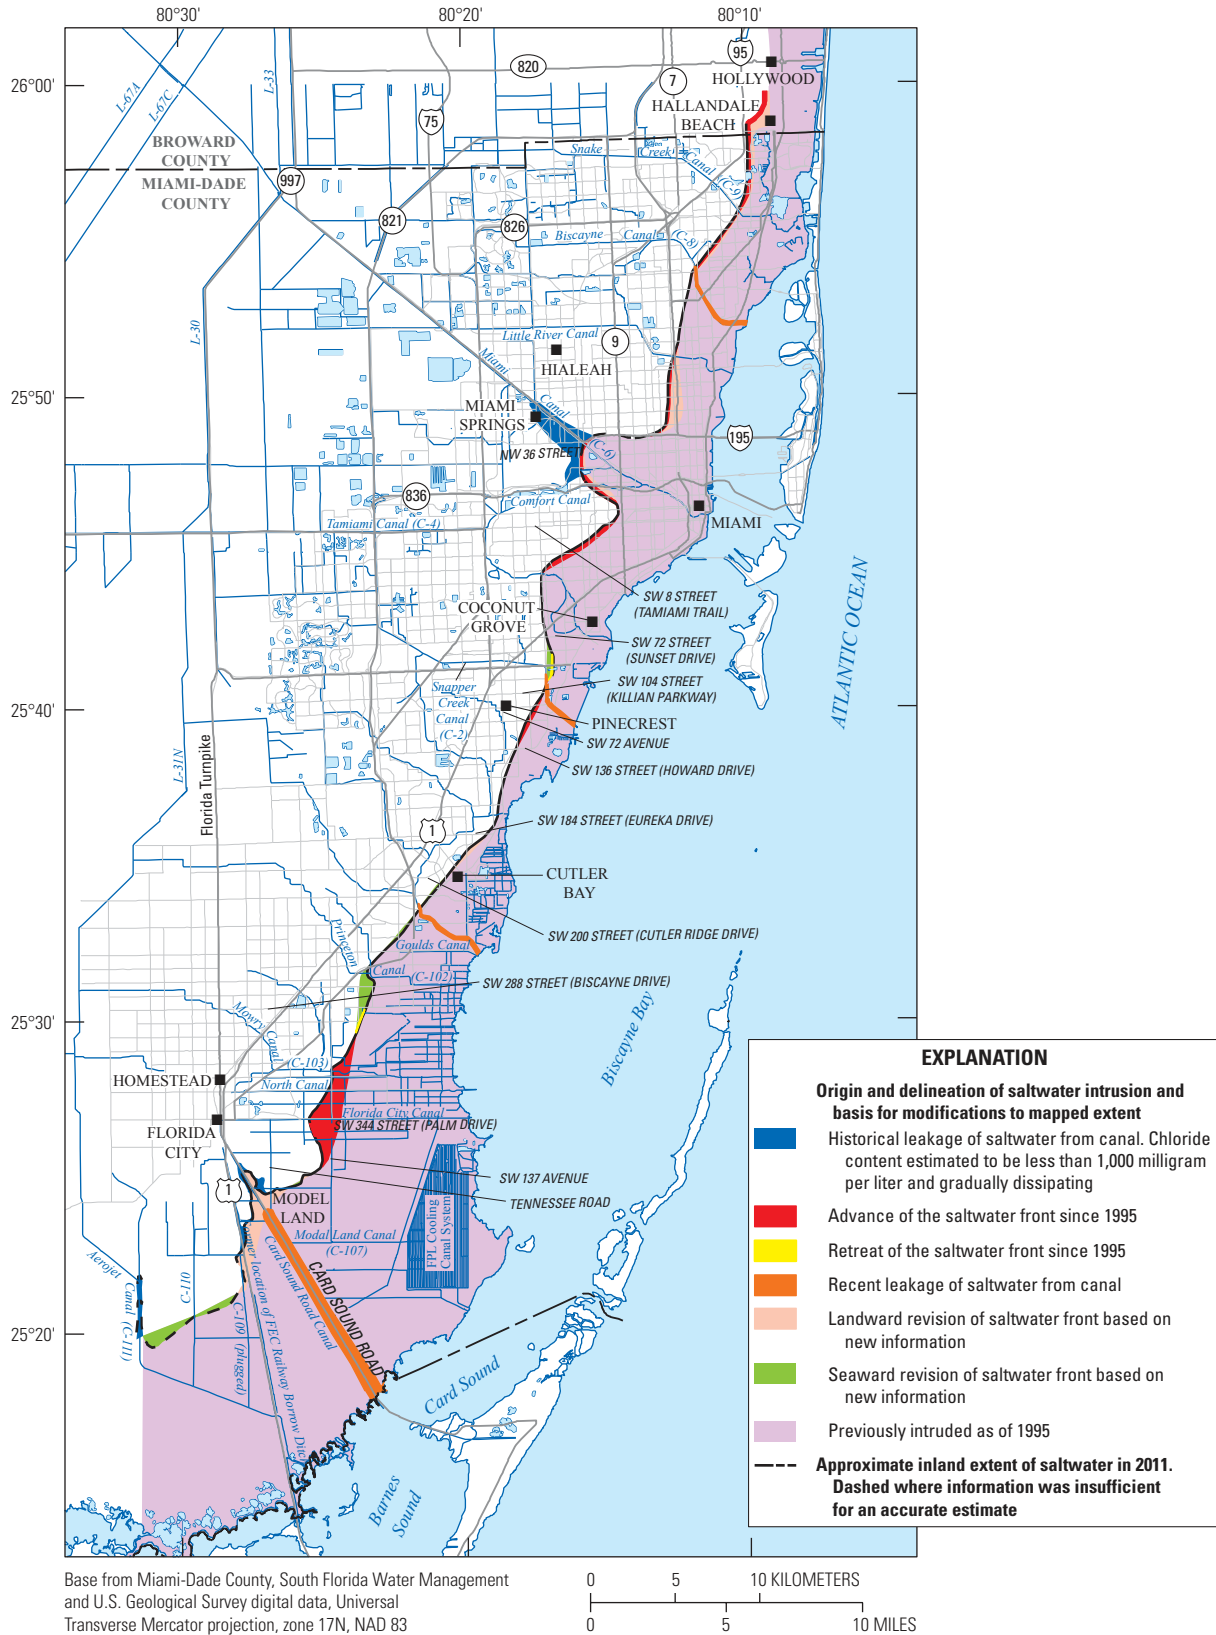 80°30'
80°20'
80°10'
26°00'
25°50'
25°40'
25°30'
25°20'
L-67A
L-67C
L-33
820
7
95
HOLLYWOOD
HALLANDALE
BEACH
75
BROWARD
COUNTY
MIAMI-DADE
COUNTY
997
Snake
Creek
Canal
(C-9)
821
826
Biscayne Canal (C-8)
L-30
Little River Canal
9
HIALEAH
Miami
Canal
(C-6)
MIAMI
SPRINGS
NW 36 STREET
195
836
Comfort Canal
Tamiami Canal (C-4)
MIAMI
SW 8 STREET
(TAMIAMI TRAIL)
COCONUT
GROVE
SW 72 STREET
(SUNSET DRIVE)
SW 104 STREET
(KILLIAN PARKWAY)
Snapper
Creek
Canal
(C-2)
PINECREST
SW 72 AVENUE
SW 136 STREET (HOWARD DRIVE)
ATLANTIC OCEAN
L-31N
Florida Turnpike
1
SW 184 STREET (EUREKA DRIVE)
CUTLER
BAY
SW 200 STREET (CUTLER RIDGE DRIVE)
Princeton
Canal
(C-102)
Goulds Canal
SW 288 STREET (BISCAYNE DRIVE)
Mowry
Canal
(C-103)
Biscayne Bay
HOMESTEAD
North Canal
Florida City Canal
SW 344 STREET (PALM DRIVE)
FLORIDA
CITY
SW 137 AVENUE
TENNESSEE ROAD
1
MODEL
LAND
Modal Land Canal
(C-107)
FPL Cooling
Canal System
Aerojet
Canal (C-111)
C-110
C-109 (plugged)
Former location of FEC Railway Borrow Ditch
Card Sound Road Canal
CARD SOUND ROAD
Card Sound
Barnes
Sound
EXPLANATION
Origin and delineation of saltwater intrusion and
basis for modifications to mapped extent
Historical leakage of saltwater from canal. Chloride
content estimated to be less than 1,000 milligram
per liter and gradually dissipating
Advance of the saltwater front since 1995
Retreat of the saltwater front since 1995
Recent leakage of saltwater from canal
Landward revision of saltwater front based on
new information
Seaward revision of saltwater front based on
new information
Previously intruded as of 1995
Approximate inland extent of saltwater in 2011.
Dashed where information was insufficient
for an accurate estimate
Base from Miami-Dade County, South Florida Water Management
and U.S. Geological Survey digital data, Universal
Transverse Mercator projection, zone 17N, NAD 83
0 5 10 KILOMETERS
0 5 10 MILES